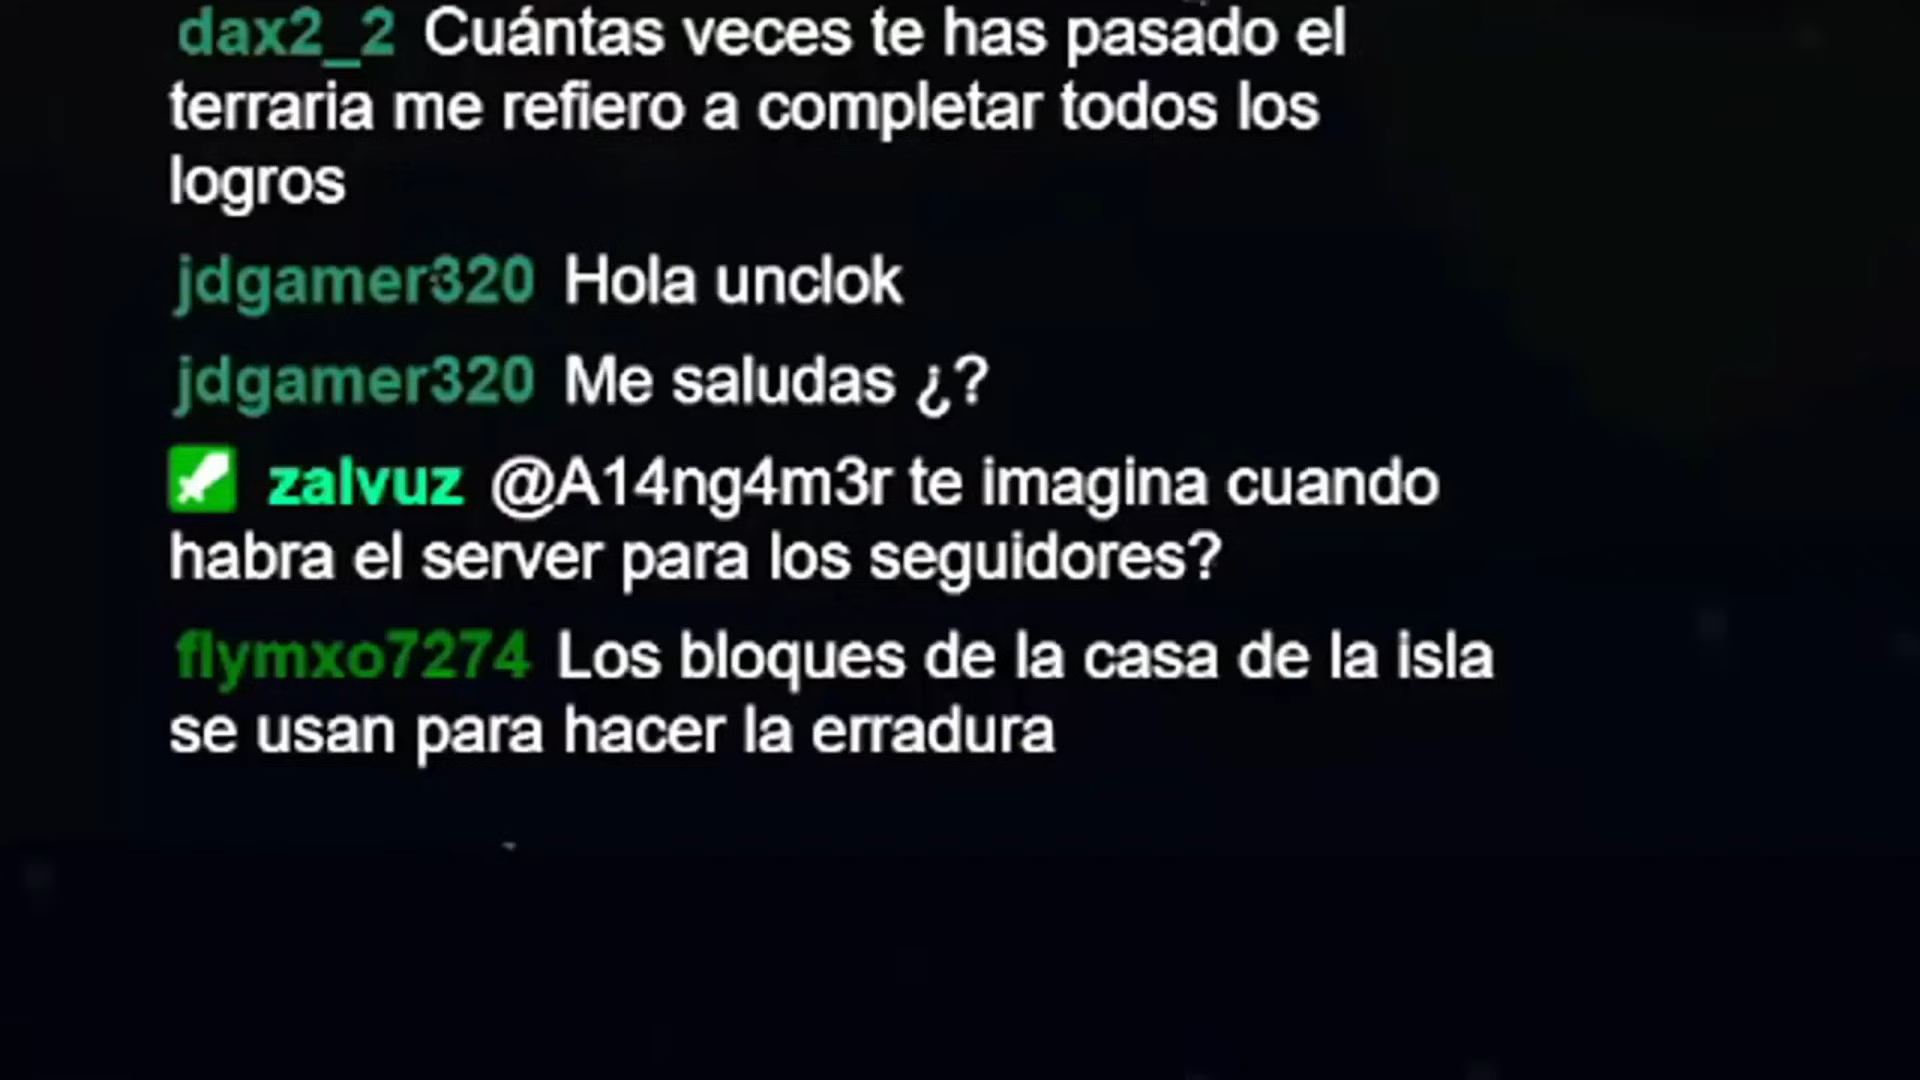 dax2_2 Cuántas veces te has pasado el
terraria me refiero a completar todos los
logros
jdgamer320 Hola unclok
jdgamer320 Me saludas ¿?
zalvuz @A14ng4m3r te imagina cuando
habra el server para los seguidores?
flymxo7274 Los bloques de la casa de la isla
se usan para hacer la erradura